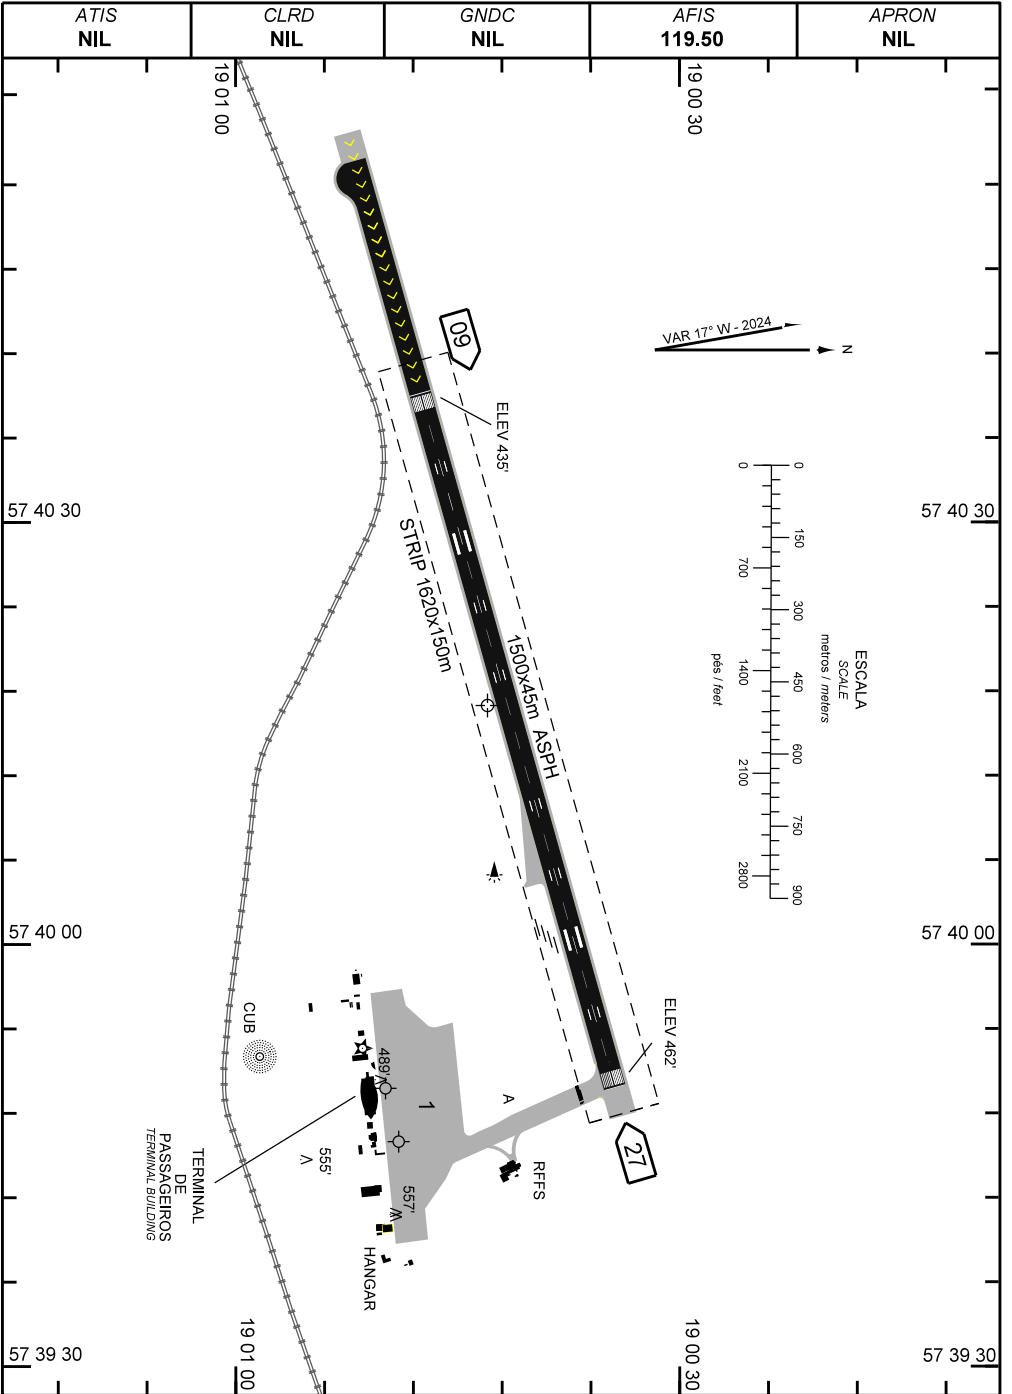 ATIS
NIL
CLRD
NIL
GNDC
NIL
AFIS
119.50
APRON
NIL
19 01 00
19 00 30
VAR 17° W - 2024
N
09
ELEV 435'
57 40 30
57 40 30
0
0
150
700
300
1400
450
600
2100
750
2800
900
ESCALA
SCALE
metros / meters
pés / feet
STRIP 1620x150m
1500x45m ASPH
57 40 00
57 40 00
ELEV 462'
27
CUB
489'
1
A
RFFS
555'
557'
HANGAR
TERMINAL
DE
PASSAGEIROS
TERMINAL BUILDING
57 39 30
57 39 30
19 01 00
19 00 30